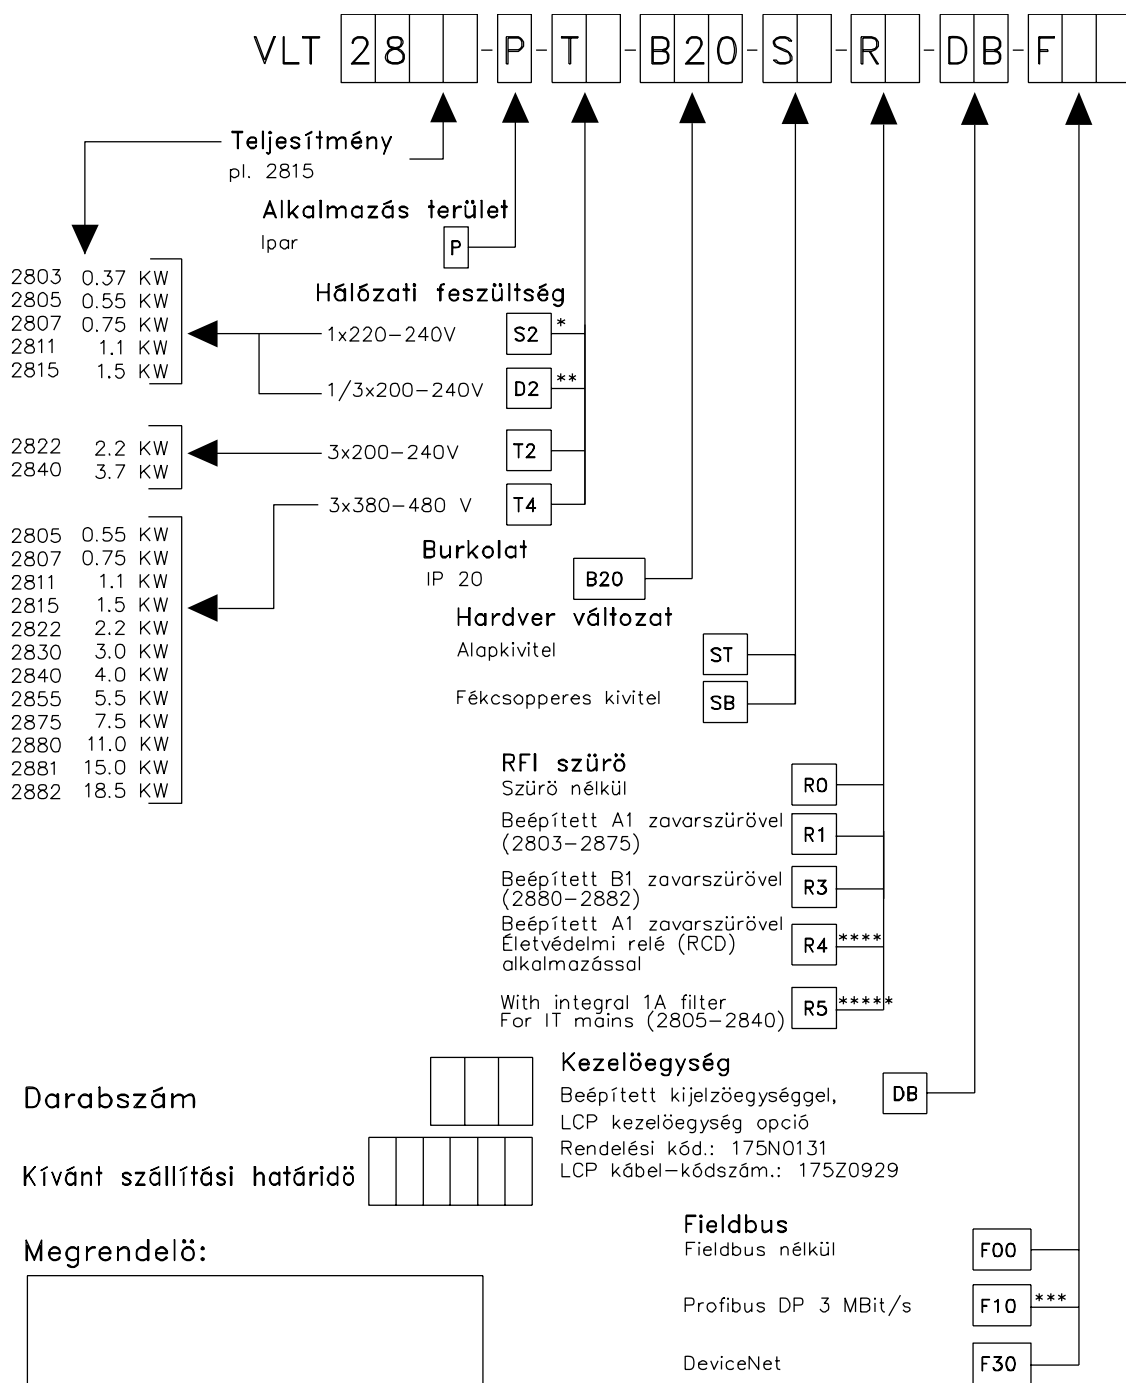 VLT 28 -P-T -B20-S -R -DB-F
Teljesítmény
pl. 2815
Alkalmazás terület
Ipar
P
2803 0.37 KW
2805 0.55 KW
2807 0.75 KW
2811 1.1 KW
2815 1.5 KW
Hálózati feszültség
1x220-240V S2 *
1/3x200-240V D2 **
2822 2.2 KW
2840 3.7 KW
3x200-240V T2
3x380-480 V T4
2805 0.55 KW
2807 0.75 KW
2811 1.1 KW
2815 1.5 KW
2822 2.2 KW
2830 3.0 KW
2840 4.0 KW
2855 5.5 KW
2875 7.5 KW
2880 11.0 KW
2881 15.0 KW
2882 18.5 KW
Burkolat
IP 20 B20
Hardver változat
Alapkivitel ST
Fékcsopperes kivitel SB
RFI szürö
Szürö nélkül R0
Beépített A1 zavarszürövel
(2803-2875) R1
Beépített B1 zavarszürövel
(2880-2882) R3
Beépített A1 zavarszürövel
Életvédelmi relé (RCD)
alkalmazással R4 ****
With integral 1A filter
For IT mains (2805-2840) R5 *****
Kezelöegység
Beépített kijelzöegységgel, DB
LCP kezelöegység opció
Rendelési kód.: 175N0131
LCP kábel-kódszám.: 175Z0929
Darabszám
Kívánt szállítási határidö
Megrendelö:
Fieldbus
Fieldbus nélkül F00
Profibus DP 3 MBit/s F10 ***
DeviceNet F30